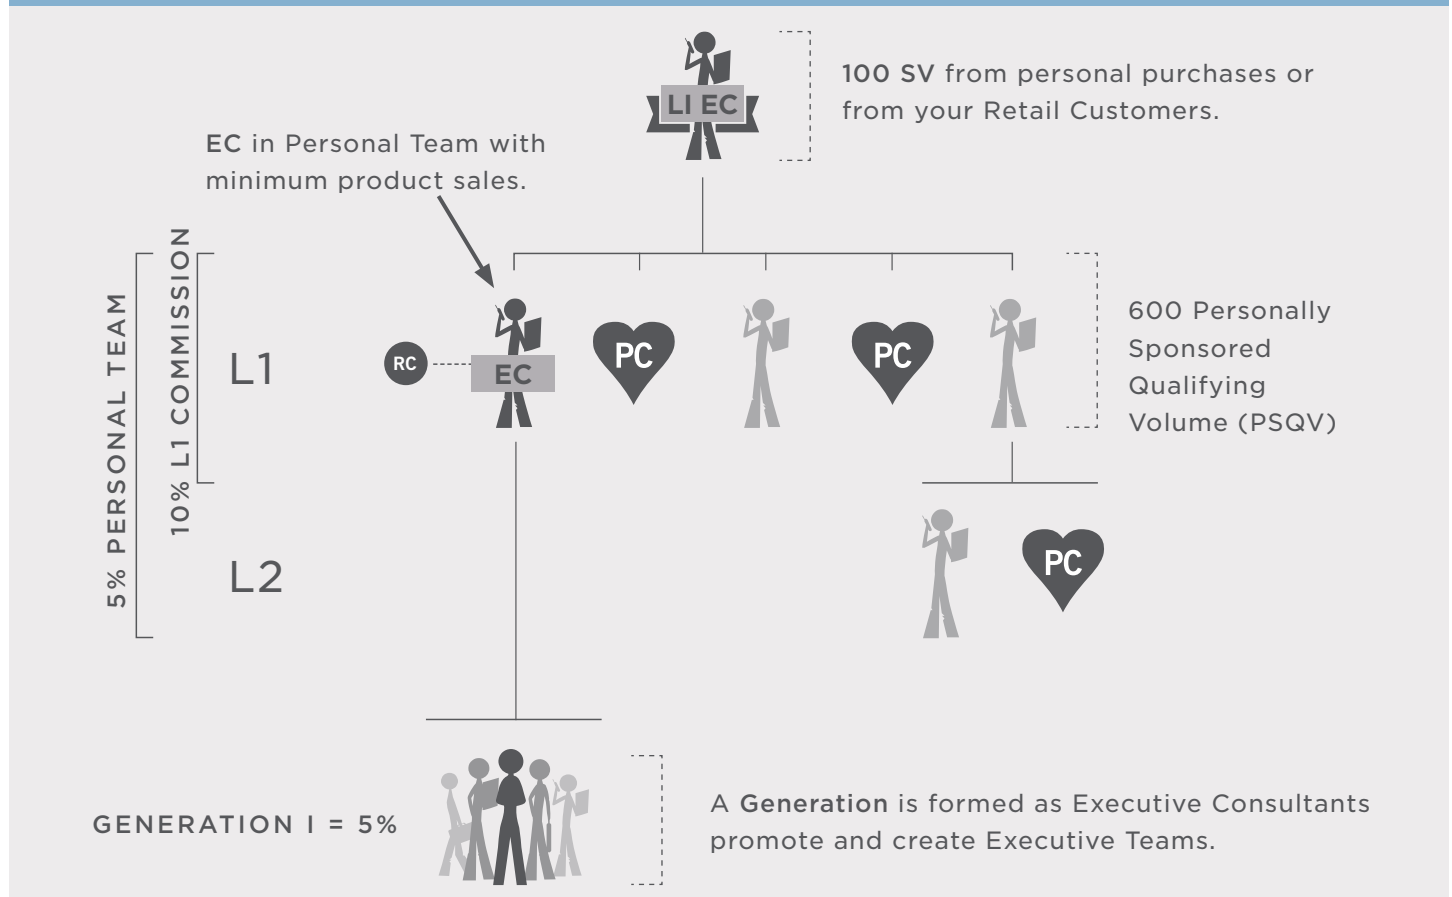 100 SV from personal purchases or
from your Retail Customers.
LI EC
EC in Personal Team with
minimum product sales.
5% PERSONAL TEAM
10% L1 COMMISSION
L1
RC
EC
PC
PC
600 Personally
Sponsored
Qualifying
Volume (PSQV)
L2
PC
GENERATION I = 5%
A Generation is formed as Executive Consultants
promote and create Executive Teams.